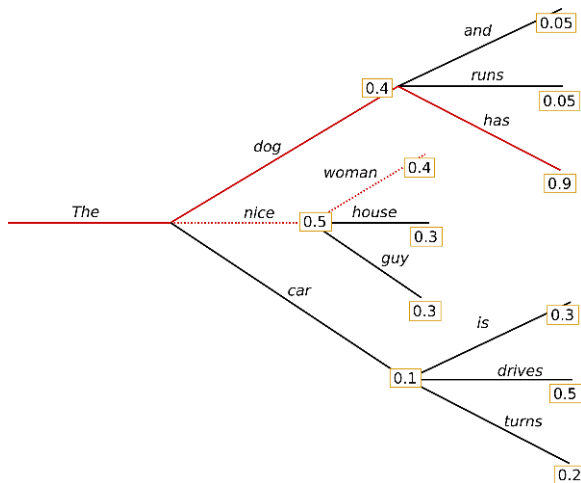 and
0.05
runs
0.05
0.4
has
0.9
dog
woman
0.4
The
nice
0.5
house
0.3
guy
0.3
car
is
0.3
drives
0.1
0.5
turns
0.2